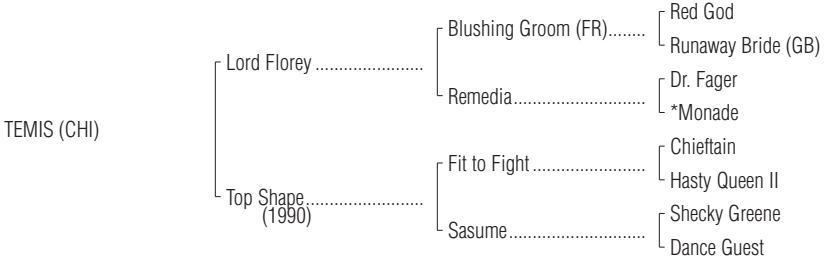 Red God
Blushing Groom (FR)........
Runaway Bride (GB)
Lord Florey .......................
Dr. Fager
Remedia............................
*Monade
TEMIS (CHI)
Chieftain
Fit to Fight ........................
Hasty Queen II
Top Shape.........................
(1990)
Shecky Greene
Sasume.............................
Dance Guest